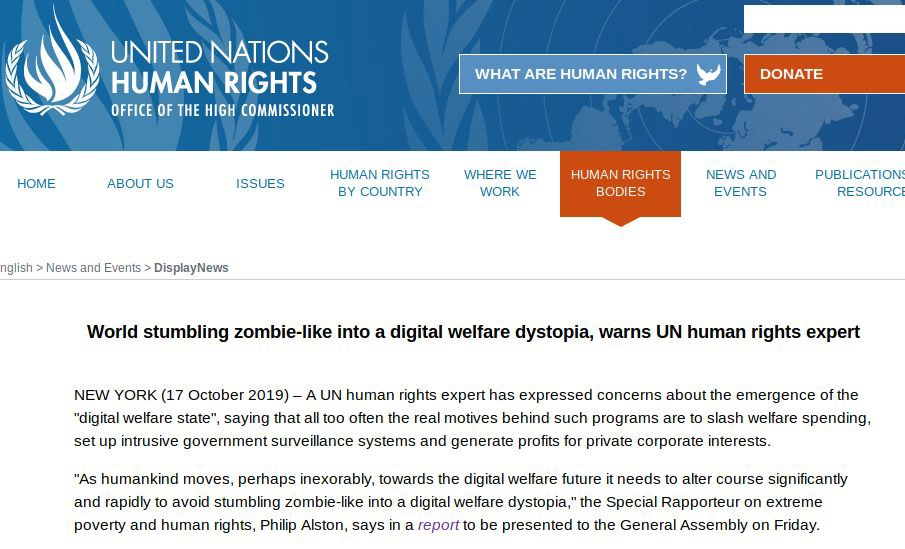 UNITED NATIONS
HUMAN RIGHTS
OFFICE OF THE HIGH COMMISSIONER
WHAT ARE HUMAN RIGHTS?
DONATE
HOME
ABOUT US
ISSUES
HUMAN RIGHTS
BY COUNTRY
WHERE WE
WORK
HUMAN RIGHTS
BODIES
NEWS AND
EVENTS
PUBLICATIONS
RESOURCE
nglish > News and Events > DisplayNews
World stumbling zombie-like into a digital welfare dystopia, warns UN human rights expert
NEW YORK (17 October 2019) – A UN human rights expert has expressed concerns about the emergence of the
"digital welfare state", saying that all too often the real motives behind such programs are to slash welfare spending,
set up intrusive government surveillance systems and generate profits for private corporate interests.
"As humankind moves, perhaps inexorably, towards the digital welfare future it needs to alter course significantly
and rapidly to avoid stumbling zombie-like into a digital welfare dystopia," the Special Rapporteur on extreme
poverty and human rights, Philip Alston, says in a report to be presented to the General Assembly on Friday.